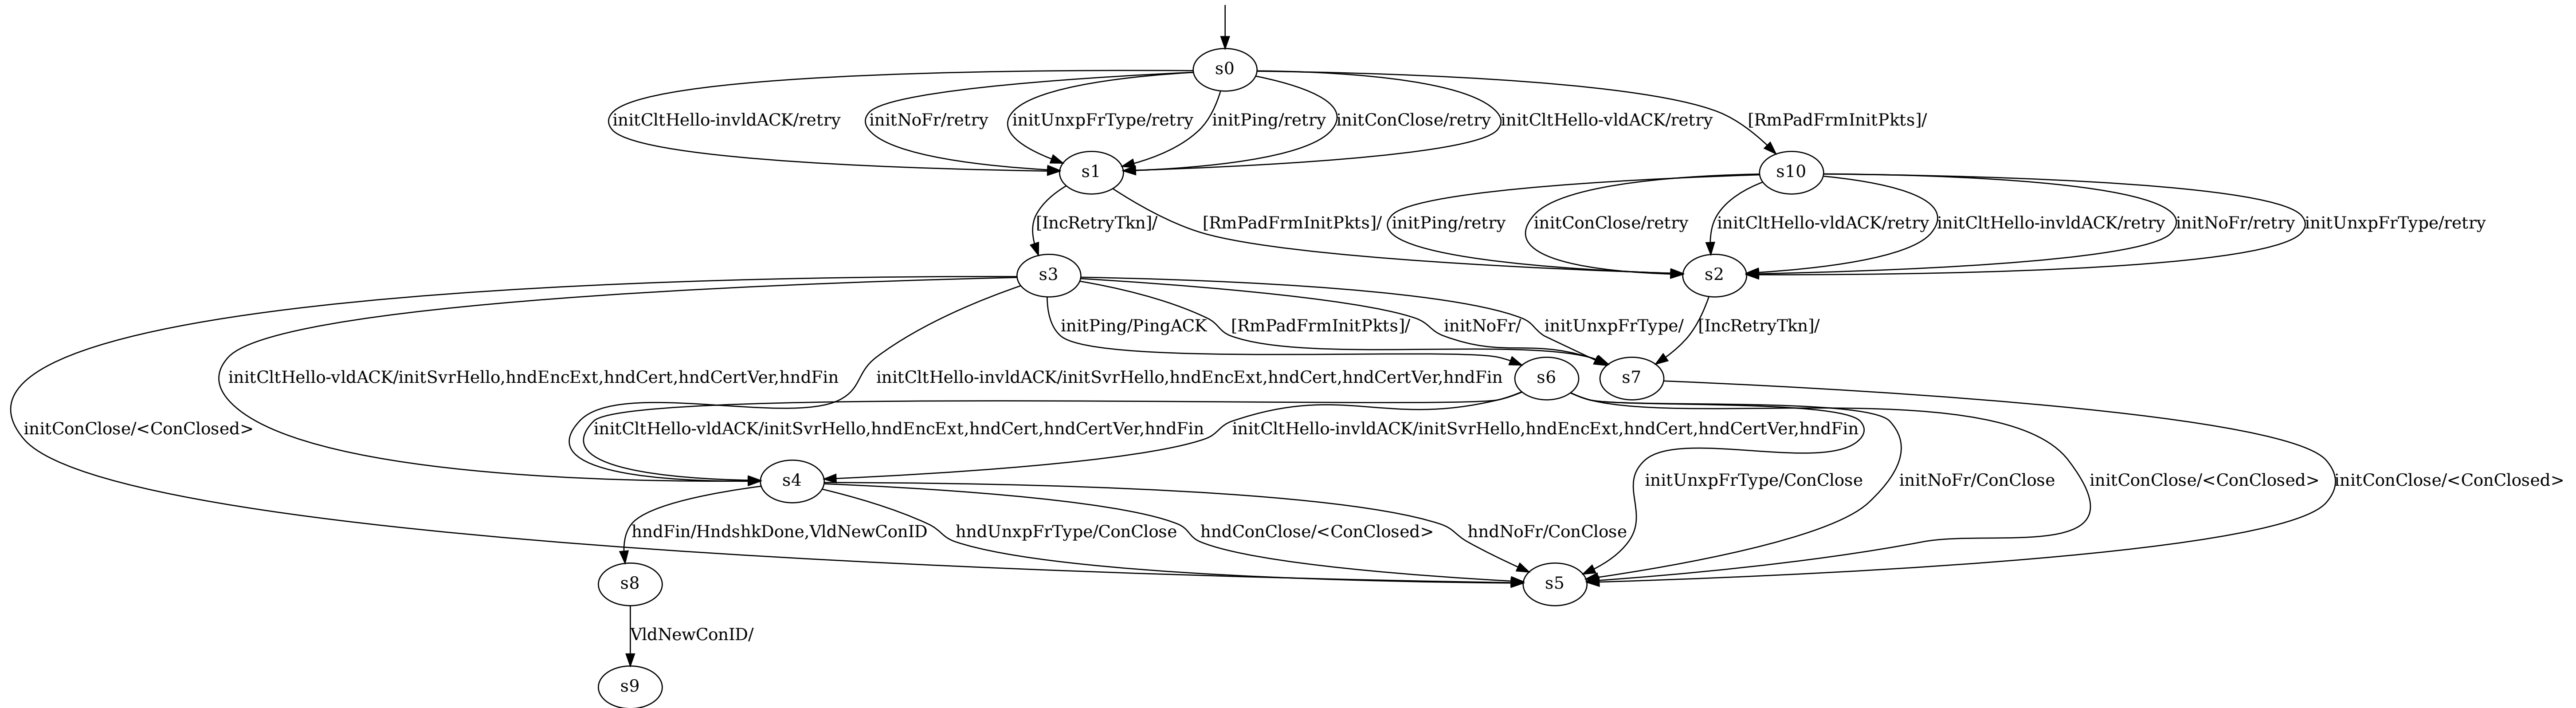 s0
initCltHello-invldACK/retry
initNoFr/retry
initUnxpFrType/retry
initPing/retry
initConClose/retry
initCltHello-vldACK/retry
[RmPadFrmInitPkts]/
s1
s10
[IncRetryTkn]/
[RmPadFrmInitPkts]/
initPing/retry
initConClose/retry
initCltHello-vldACK/retry
initCltHello-invldACK/retry
initNoFr/retry
initUnxpFrType/retry
s3
s2
initPing/PingACK
[RmPadFrmInitPkts]/
initNoFr/
initUnxpFrType/
[IncRetryTkn]/
initCltHello-vldACK/initSvrHello,hndEncExt,hndCert,hndCertVer,hndFin
initCltHello-invldACK/initSvrHello,hndEncExt,hndCert,hndCertVer,hndFin
s6
s7
initConClose/<ConClosed>
initCltHello-vldACK/initSvrHello,hndEncExt,hndCert,hndCertVer,hndFin
initCltHello-invldACK/initSvrHello,hndEncExt,hndCert,hndCertVer,hndFin
s4
initUnxpFrType/ConClose
initNoFr/ConClose
initConClose/<ConClosed>
initConClose/<ConClosed>
hndFin/HndshkDone,VldNewConID
hndUnxpFrType/ConClose
hndConClose/<ConClosed>
hndNoFr/ConClose
s8
s5
VldNewConID/
s9